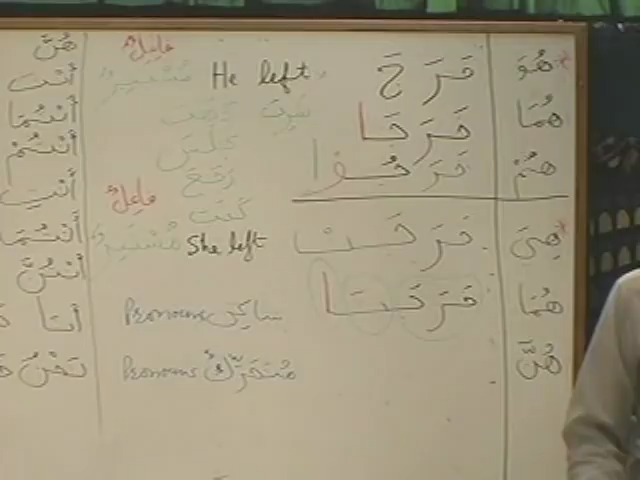 هُوَ خَرَجَ He left مُسْتَتِرٌ فَاعِلٌ
هُمَا خَرَجَا
هُمْ خَرَجُوا
هِيَ خَرَجَتْ She left مُسْتَتِرٌ فَاعِلٌ
هُمَا خَرَجَتَا
هُنَّ
ضَرَبَ ذَهَبَ
جَلَسَ
رَفَعَ
كَتَبَ
Pronouns سَاكِن
Pronouns مُتَحَرِّكٌ
هُنَّ
أَنْتَ
أَنْتُمَا
أَنْتُمْ
أَنْتِ
أَنْتُمَا
أَنْتُنَّ
أَنَا
نَحْنُ